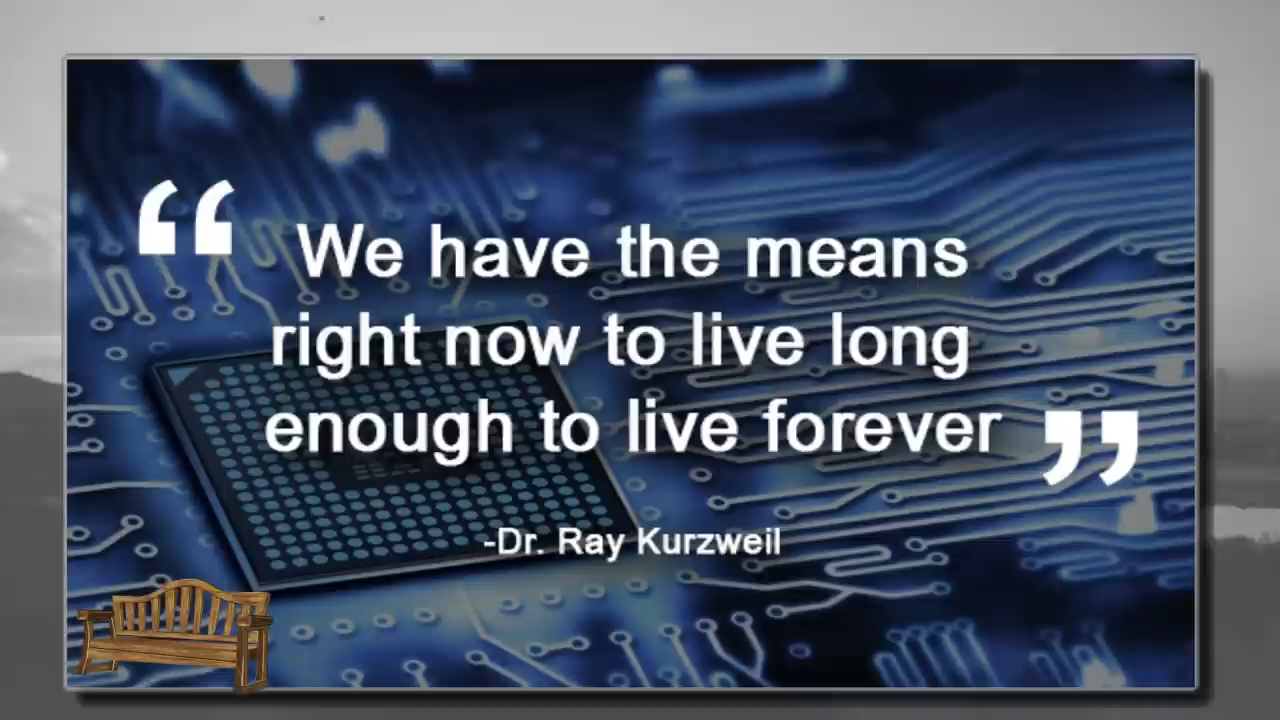 “ We have the means
right now to live long
enough to live forever ”
-Dr. Ray Kurzweil